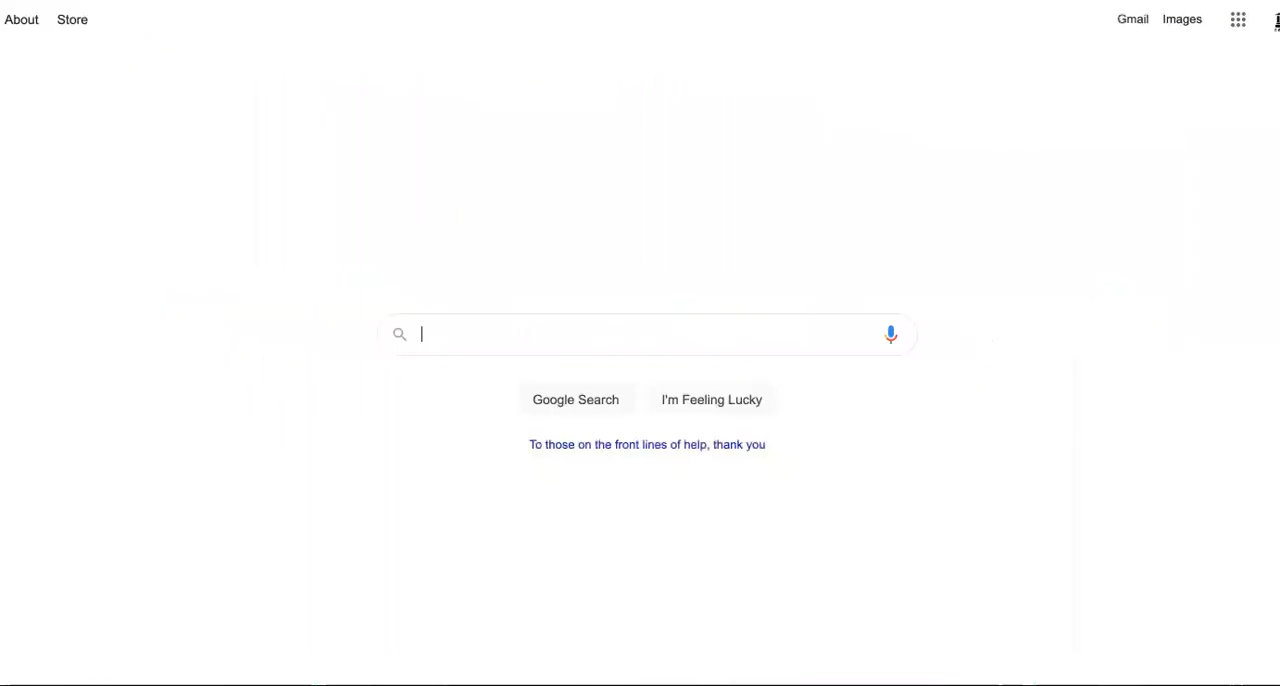 About Store Gmail Images
Google Search I'm Feeling Lucky
To those on the front lines of help, thank you